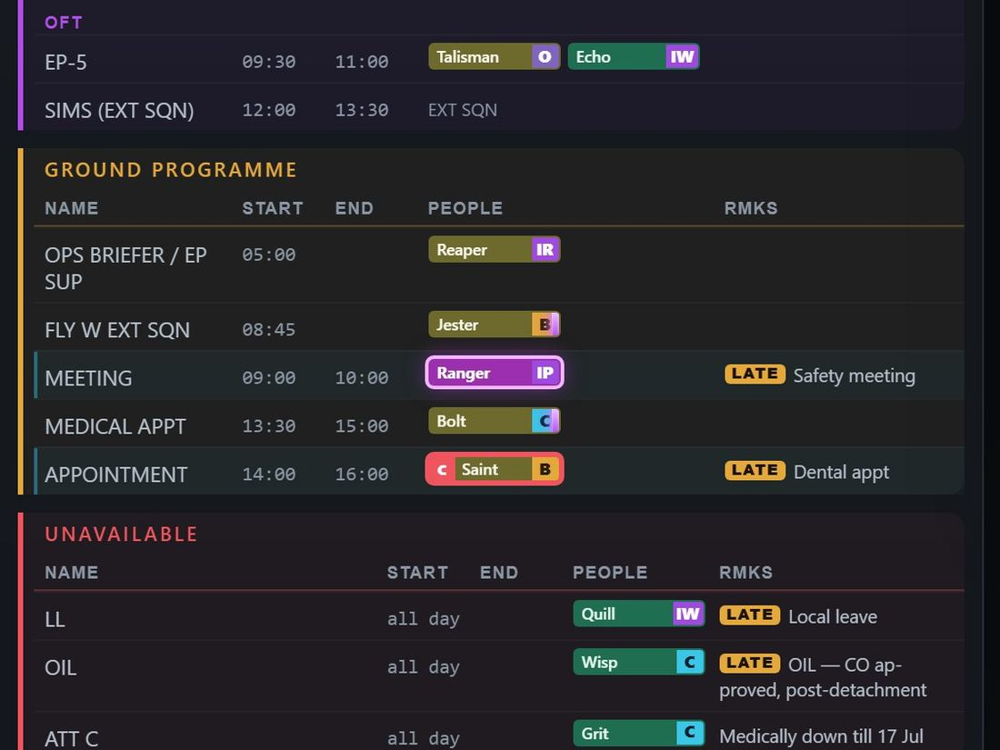 OFT
EP-5 09:30 11:00 Talisman O Echo IW
SIMS (EXT SQN) 12:00 13:30 EXT SQN
GROUND PROGRAMME
NAME START END PEOPLE RMKS
OPS BRIEFER / EP 05:00 Reaper IR
SUP
FLY W EXT SQN 08:45 Jester B
MEETING 09:00 10:00 Ranger IP LATE Safety meeting
MEDICAL APPT 13:30 15:00 Bolt C
APPOINTMENT 14:00 16:00 C Saint B LATE Dental appt
UNAVAILABLE
NAME START END PEOPLE RMKS
LL all day Quill IW LATE Local leave
OIL all day Wisp C LATE OIL — CO ap-
proved, post-detachment
ATT C all day Grit C Medically down till 17 Jul